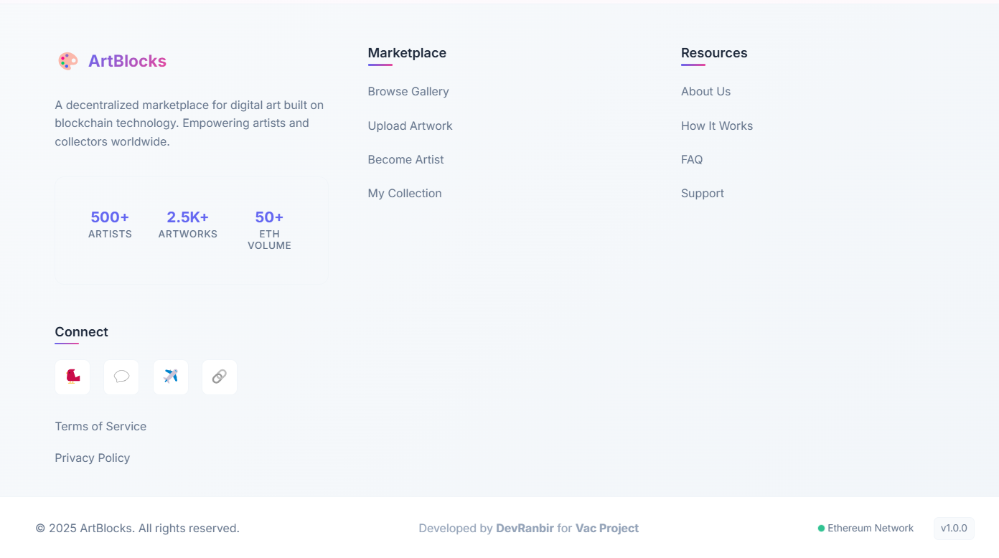 ArtBlocks
A decentralized marketplace for digital art built on
blockchain technology. Empowering artists and
collectors worldwide.
500+
ARTISTS
2.5K+
ARTWORKS
50+
ETH
VOLUME
Marketplace
Browse Gallery
Upload Artwork
Become Artist
My Collection
Resources
About Us
How It Works
FAQ
Support
Connect
Terms of Service
Privacy Policy
© 2025 ArtBlocks. All rights reserved.
Developed by DevRanbir for Vac Project
Ethereum Network
v1.0.0